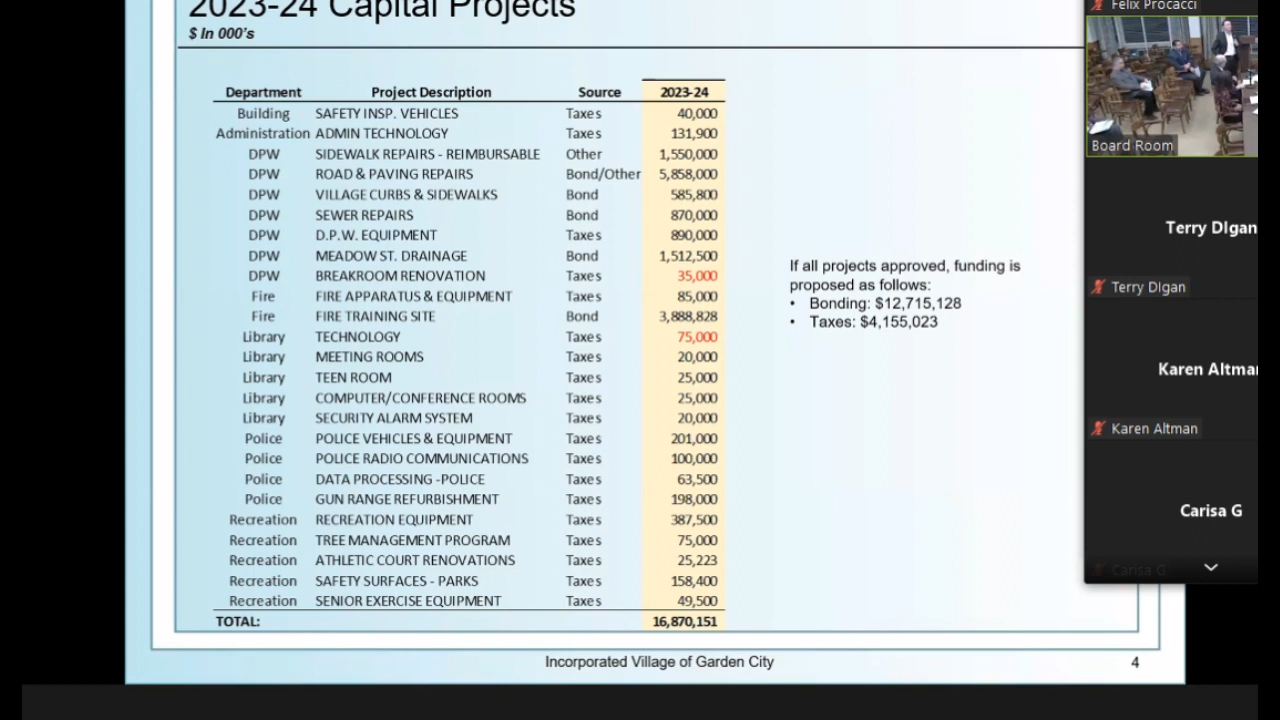 2023-24 Capital Projects
$ In 000's
Department Project Description Source 2023-24
Building SAFETY INSP. VEHICLES Taxes 40,000
Administration ADMIN TECHNOLOGY Taxes 131,900
DPW SIDEWALK REPAIRS - REIMBURSABLE Other 1,550,000
DPW ROAD & PAVING REPAIRS Bond/Other 5,858,000
DPW VILLAGE CURBS & SIDEWALKS Bond 585,800
DPW SEWER REPAIRS Bond 870,000
DPW D.P.W. EQUIPMENT Taxes 890,000
DPW MEADOW ST. DRAINAGE Bond 1,512,500
DPW BREAKROOM RENOVATION Taxes 35,000
Fire FIRE APPARATUS & EQUIPMENT Taxes 85,000
Fire FIRE TRAINING SITE Bond 3,888,828
Library TECHNOLOGY Taxes 75,000
Library MEETING ROOMS Taxes 20,000
Library TEEN ROOM Taxes 25,000
Library COMPUTER/CONFERENCE ROOMS Taxes 25,000
Library SECURITY ALARM SYSTEM Taxes 20,000
Police POLICE VEHICLES & EQUIPMENT Taxes 201,000
Police POLICE RADIO COMMUNICATIONS Taxes 100,000
Police DATA PROCESSING -POLICE Taxes 63,500
Police GUN RANGE REFURBISHMENT Taxes 198,000
Recreation RECREATION EQUIPMENT Taxes 387,500
Recreation TREE MANAGEMENT PROGRAM Taxes 75,000
Recreation ATHLETIC COURT RENOVATIONS Taxes 25,223
Recreation SAFETY SURFACES - PARKS Taxes 158,400
Recreation SENIOR EXERCISE EQUIPMENT Taxes 49,500
TOTAL: 16,870,151
If all projects approved, funding is
proposed as follows:
• Bonding: $12,715,128
• Taxes: $4,155,023
Incorporated Village of Garden City
4
Felix Procacci
Board Room
Terry DIgan
Terry DIgan
Karen Altman
Karen Altman
Carisa G
Carisa G